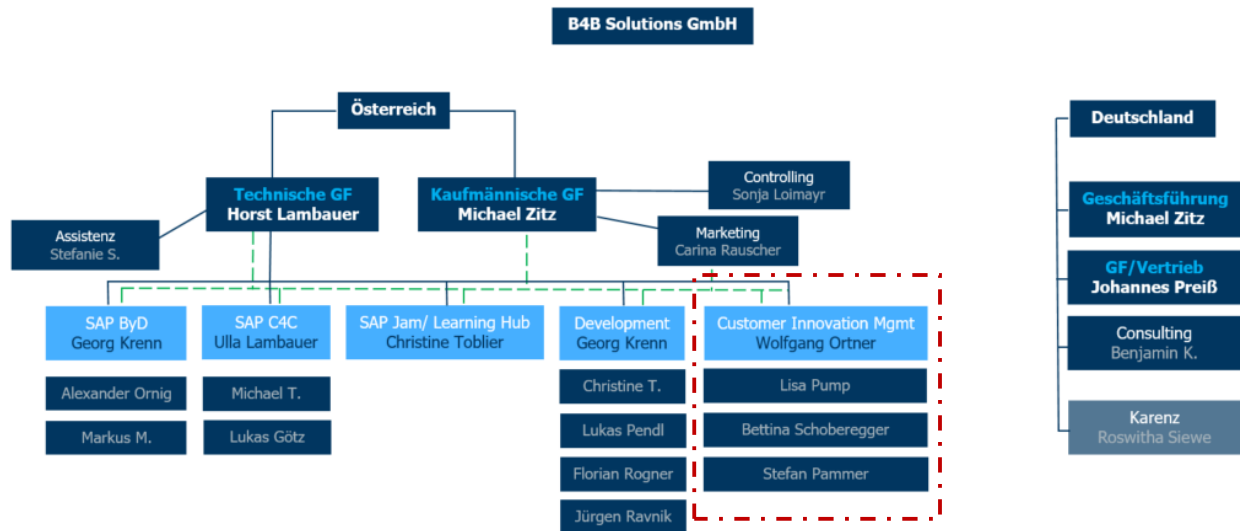 B4B Solutions GmbH
Österreich
Technische GF
Horst Lambauer
Kaufmännische GF
Michael Zitz
Controlling
Sonja Loimayr
Marketing
Carina Rauscher
Assistenz
Stefanie S.
SAP ByD
Georg Krenn
Alexander Ornig
Markus M.
SAP C4C
Ulla Lambauer
Michael T.
Lukas Götz
SAP Jam/ Learning Hub
Christine Toblier
Development
Georg Krenn
Christine T.
Lukas Pendl
Florian Rogner
Jürgen Ravnik
Customer Innovation Mgmt
Wolfgang Ortner
Lisa Pump
Bettina Schoberegger
Stefan Pammer
Deutschland
Geschäftsführung
Michael Zitz
GF/Vertrieb
Johannes Preiß
Consulting
Benjamin K.
Karenz
Roswitha Siewe